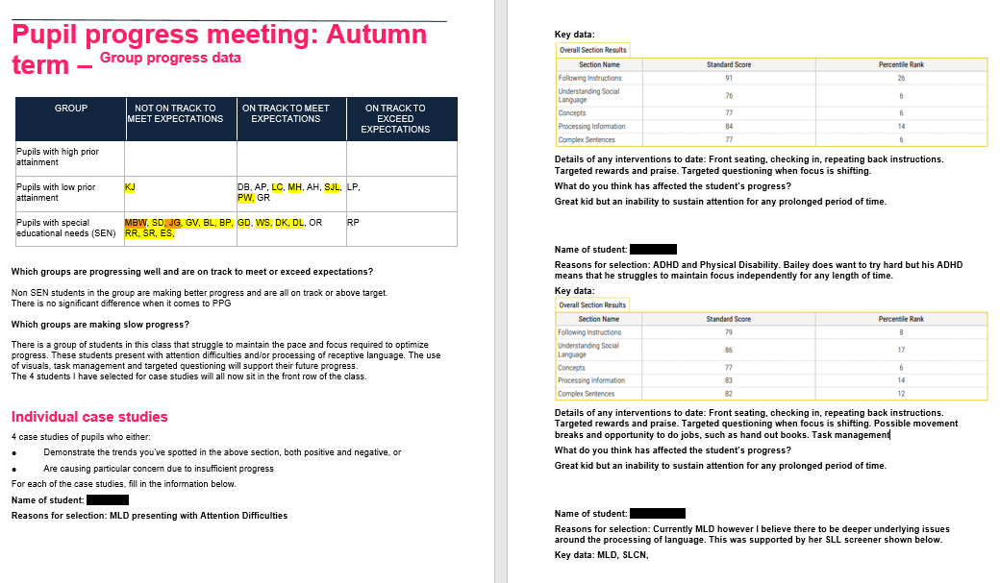 Pupil progress meeting: Autumn
term – Group progress data
GROUP NOT ON TRACK TO MEET EXPECTATIONS ON TRACK TO MEET EXPECTATIONS ON TRACK TO EXCEED EXPECTATIONS
Pupils with high prior attainment
Pupils with low prior attainment KJ DB, AP, LC, MH, AH, SJL, PW, GR LP,
Pupils with special educational needs (SEN) MBW, SD, JG, GV, BL, BP, RR, SR, ES, GD, WS, DK, DL, OR RP
Which groups are progressing well and are on track to meet or exceed expectations?
Non SEN students in the group are making better progress and are all on track or above target.
There is no significant difference when it comes to PPG
Which groups are making slow progress?
There is a group of students in this class that struggle to maintain the pace and focus required to optimize
progress. These students present with attention difficulties and/or processing of receptive language. The use
of visuals, task management and targeted questioning will support their future progress.
The 4 students I have selected for case studies will all now sit in the front row of the class.
Individual case studies
4 case studies of pupils who either:
● Demonstrate the trends you've spotted in the above section, both positive and negative, or
● Are causing particular concern due to insufficient progress
For each of the case studies, fill in the information below.
Name of student:
Reasons for selection: MLD presenting with Attention Difficulties
Key data:
Overall Section Results
Section Name Standard Score Percentile Rank
Following Instructions 91 26
Understanding Social Language 76 6
Concepts 77 6
Processing Information 84 14
Complex Sentences 77 6
Details of any interventions to date: Front seating, checking in, repeating back instructions.
Targeted rewards and praise. Targeted questioning when focus is shifting.
What do you think has affected the student's progress?
Great kid but an inability to sustain attention for any prolonged period of time.
Name of student:
Reasons for selection: ADHD and Physical Disability. Bailey does want to try hard but his ADHD
means that he struggles to maintain focus independently for any length of time.
Key data:
Overall Section Results
Section Name Standard Score Percentile Rank
Following Instructions 79 8
Understanding Social Language 86 17
Concepts 77 6
Processing Information 83 14
Complex Sentences 82 12
Details of any interventions to date: Front seating, checking in, repeating back instructions.
Targeted rewards and praise. Targeted questioning when focus is shifting. Possible movement
breaks and opportunity to do jobs, such as hand out books. Task management
What do you think has affected the student's progress?
Great kid but an inability to sustain attention for any prolonged period of time.
Name of student:
Reasons for selection: Currently MLD however I believe there to be deeper underlying issues
around the processing of language. This was supported by her SLL screener shown below.
Key data: MLD, SLCN,